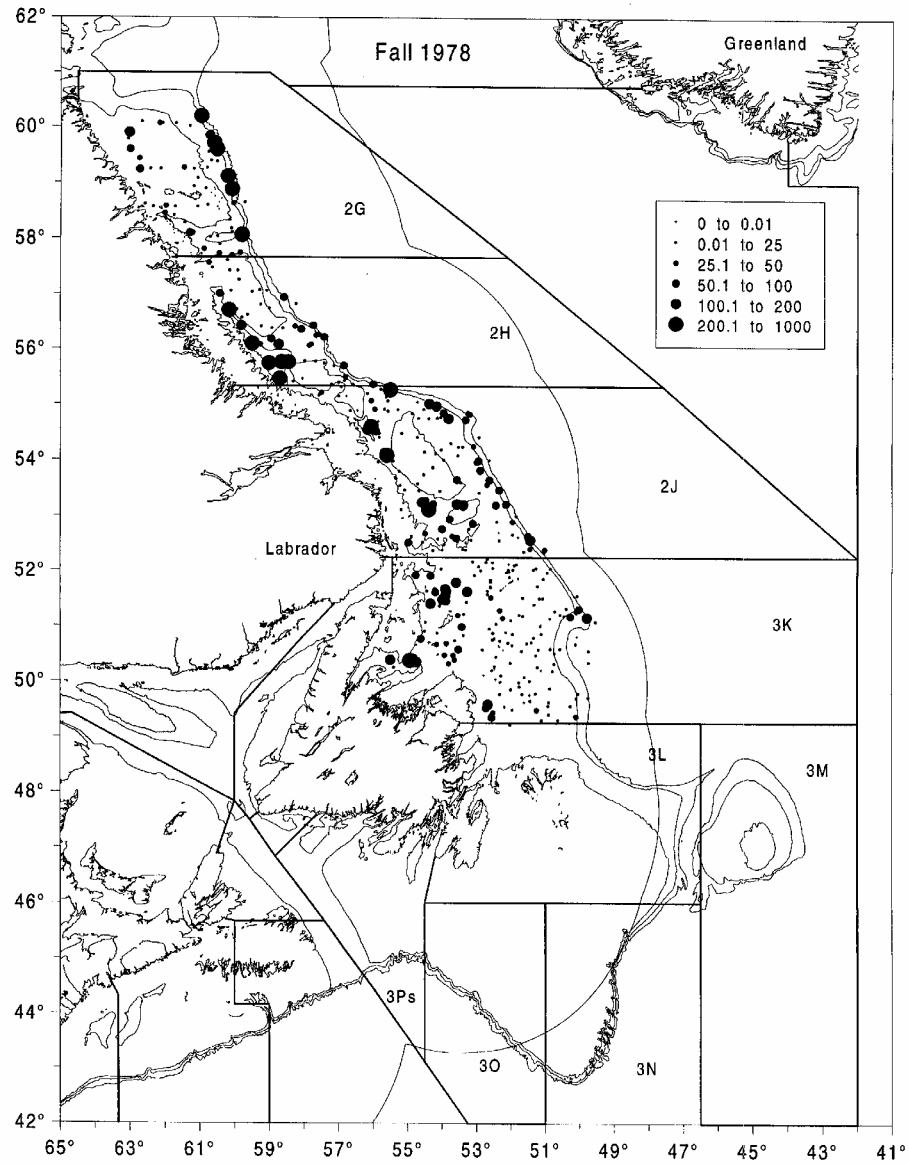 62°
Fall 1978
Greenland
60°
2G
0 to 0.01
0.01 to 25
25.1 to 50
50.1 to 100
100.1 to 200
200.1 to 1000
58°
2H
56°
54°
2J
Labrador
52°
3K
50°
3L
3M
48°
46°
3Ps
44°
3O
3N
42°
65° 63° 61° 59° 57° 55° 53° 51° 49° 47° 45° 43° 41°